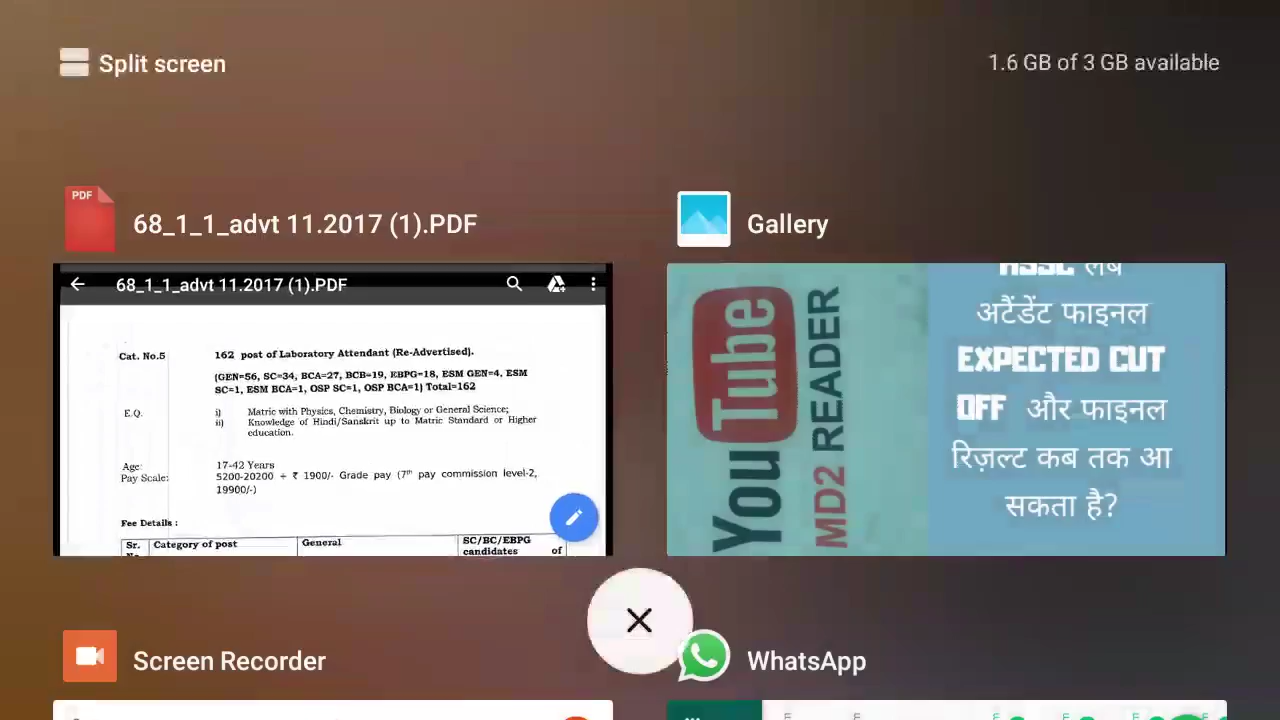 Split screen
1.6 GB of 3 GB available
PDF
68_1_1_advt 11.2017 (1).PDF
68_1_1_advt 11.2017 (1).PDF
Cat. No.5
162 post of Laboratory Attendant (Re-Advertised).
(GEN=56, SC=34, BCA=27, BCB=19, EBPG=18, ESM GEN=4, ESM
SC=1, ESM BCA=1, OSP SC=1, OSP BCA=1) Total=162
E.Q.
i) Matric with Physics, Chemistry, Biology or General Science;
ii) Knowledge of Hindi/Sanskrit up to Matric Standard or Higher
education.
Age: 17-42 Years
Pay Scale: 5200-20200 + ₹ 1900/- Grade pay (7th pay commission level-2,
19900/-)
Fee Details :
Sr. Category of post General SC/BC/EBPG
candidates of
Gallery
YouTube
MD2 READER
HSSC लैब
अटैंडेंट फाइनल
EXPECTED CUT
OFF और फाइनल
रिज़ल्ट कब तक आ
सकता है?
Screen Recorder
WhatsApp